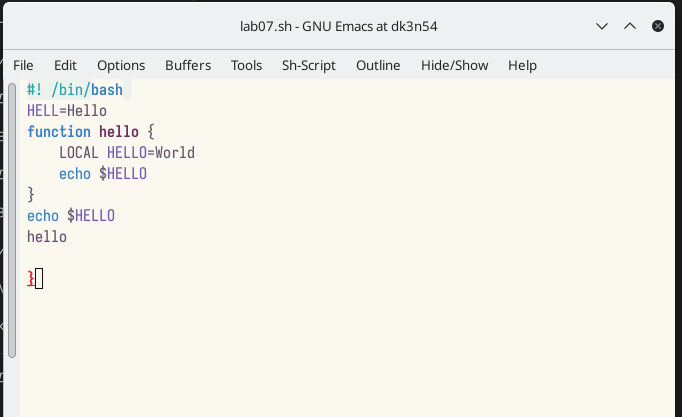 lab07.sh - GNU Emacs at dk3n54
File Edit Options Buffers Tools Sh-Script Outline Hide/Show Help
#! /bin/bash
HELL=Hello
function hello {
    LOCAL HELLO=World
    echo $HELLO
}
echo $HELLO
hello
}